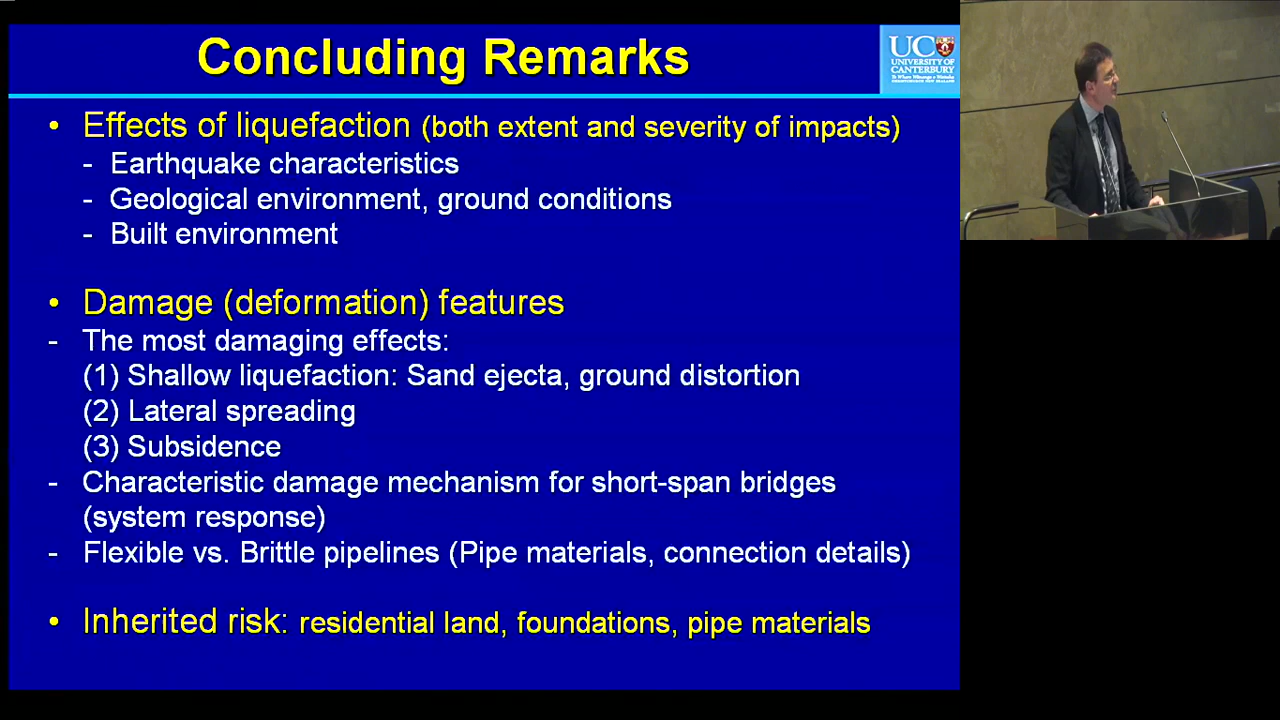 Concluding Remarks
UC
UNIVERSITY OF
CANTERBURY
• Effects of liquefaction (both extent and severity of impacts)
- Earthquake characteristics
- Geological environment, ground conditions
- Built environment
• Damage (deformation) features
- The most damaging effects:
(1) Shallow liquefaction: Sand ejecta, ground distortion
(2) Lateral spreading
(3) Subsidence
- Characteristic damage mechanism for short-span bridges
(system response)
- Flexible vs. Brittle pipelines (Pipe materials, connection details)
• Inherited risk: residential land, foundations, pipe materials